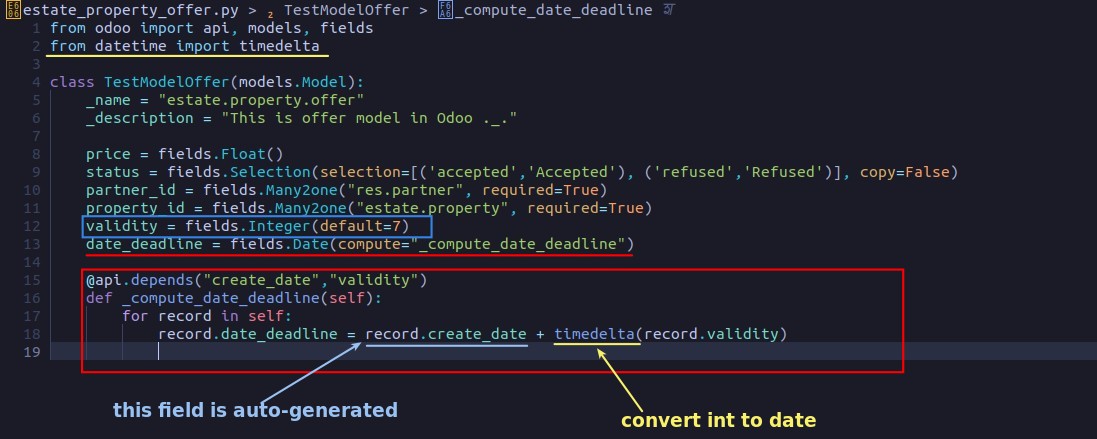 estate_property_offer.py > TestModelOffer > _compute_date_deadline
1 from odoo import api, models, fields
2 from datetime import timedelta
3
4 class TestModelOffer(models.Model):
5     _name = "estate.property.offer"
6     _description = "This is offer model in Odoo ._."
7
8     price = fields.Float()
9     status = fields.Selection(selection=[('accepted','Accepted'), ('refused','Refused')], copy=False)
10     partner_id = fields.Many2one("res.partner", required=True)
11     property_id = fields.Many2one("estate.property", required=True)
12     validity = fields.Integer(default=7)
13     date_deadline = fields.Date(compute="_compute_date_deadline")
14
15     @api.depends("create_date","validity")
16     def _compute_date_deadline(self):
17         for record in self:
18             record.date_deadline = record.create_date + timedelta(record.validity)
19
this field is auto-generated
convert int to date